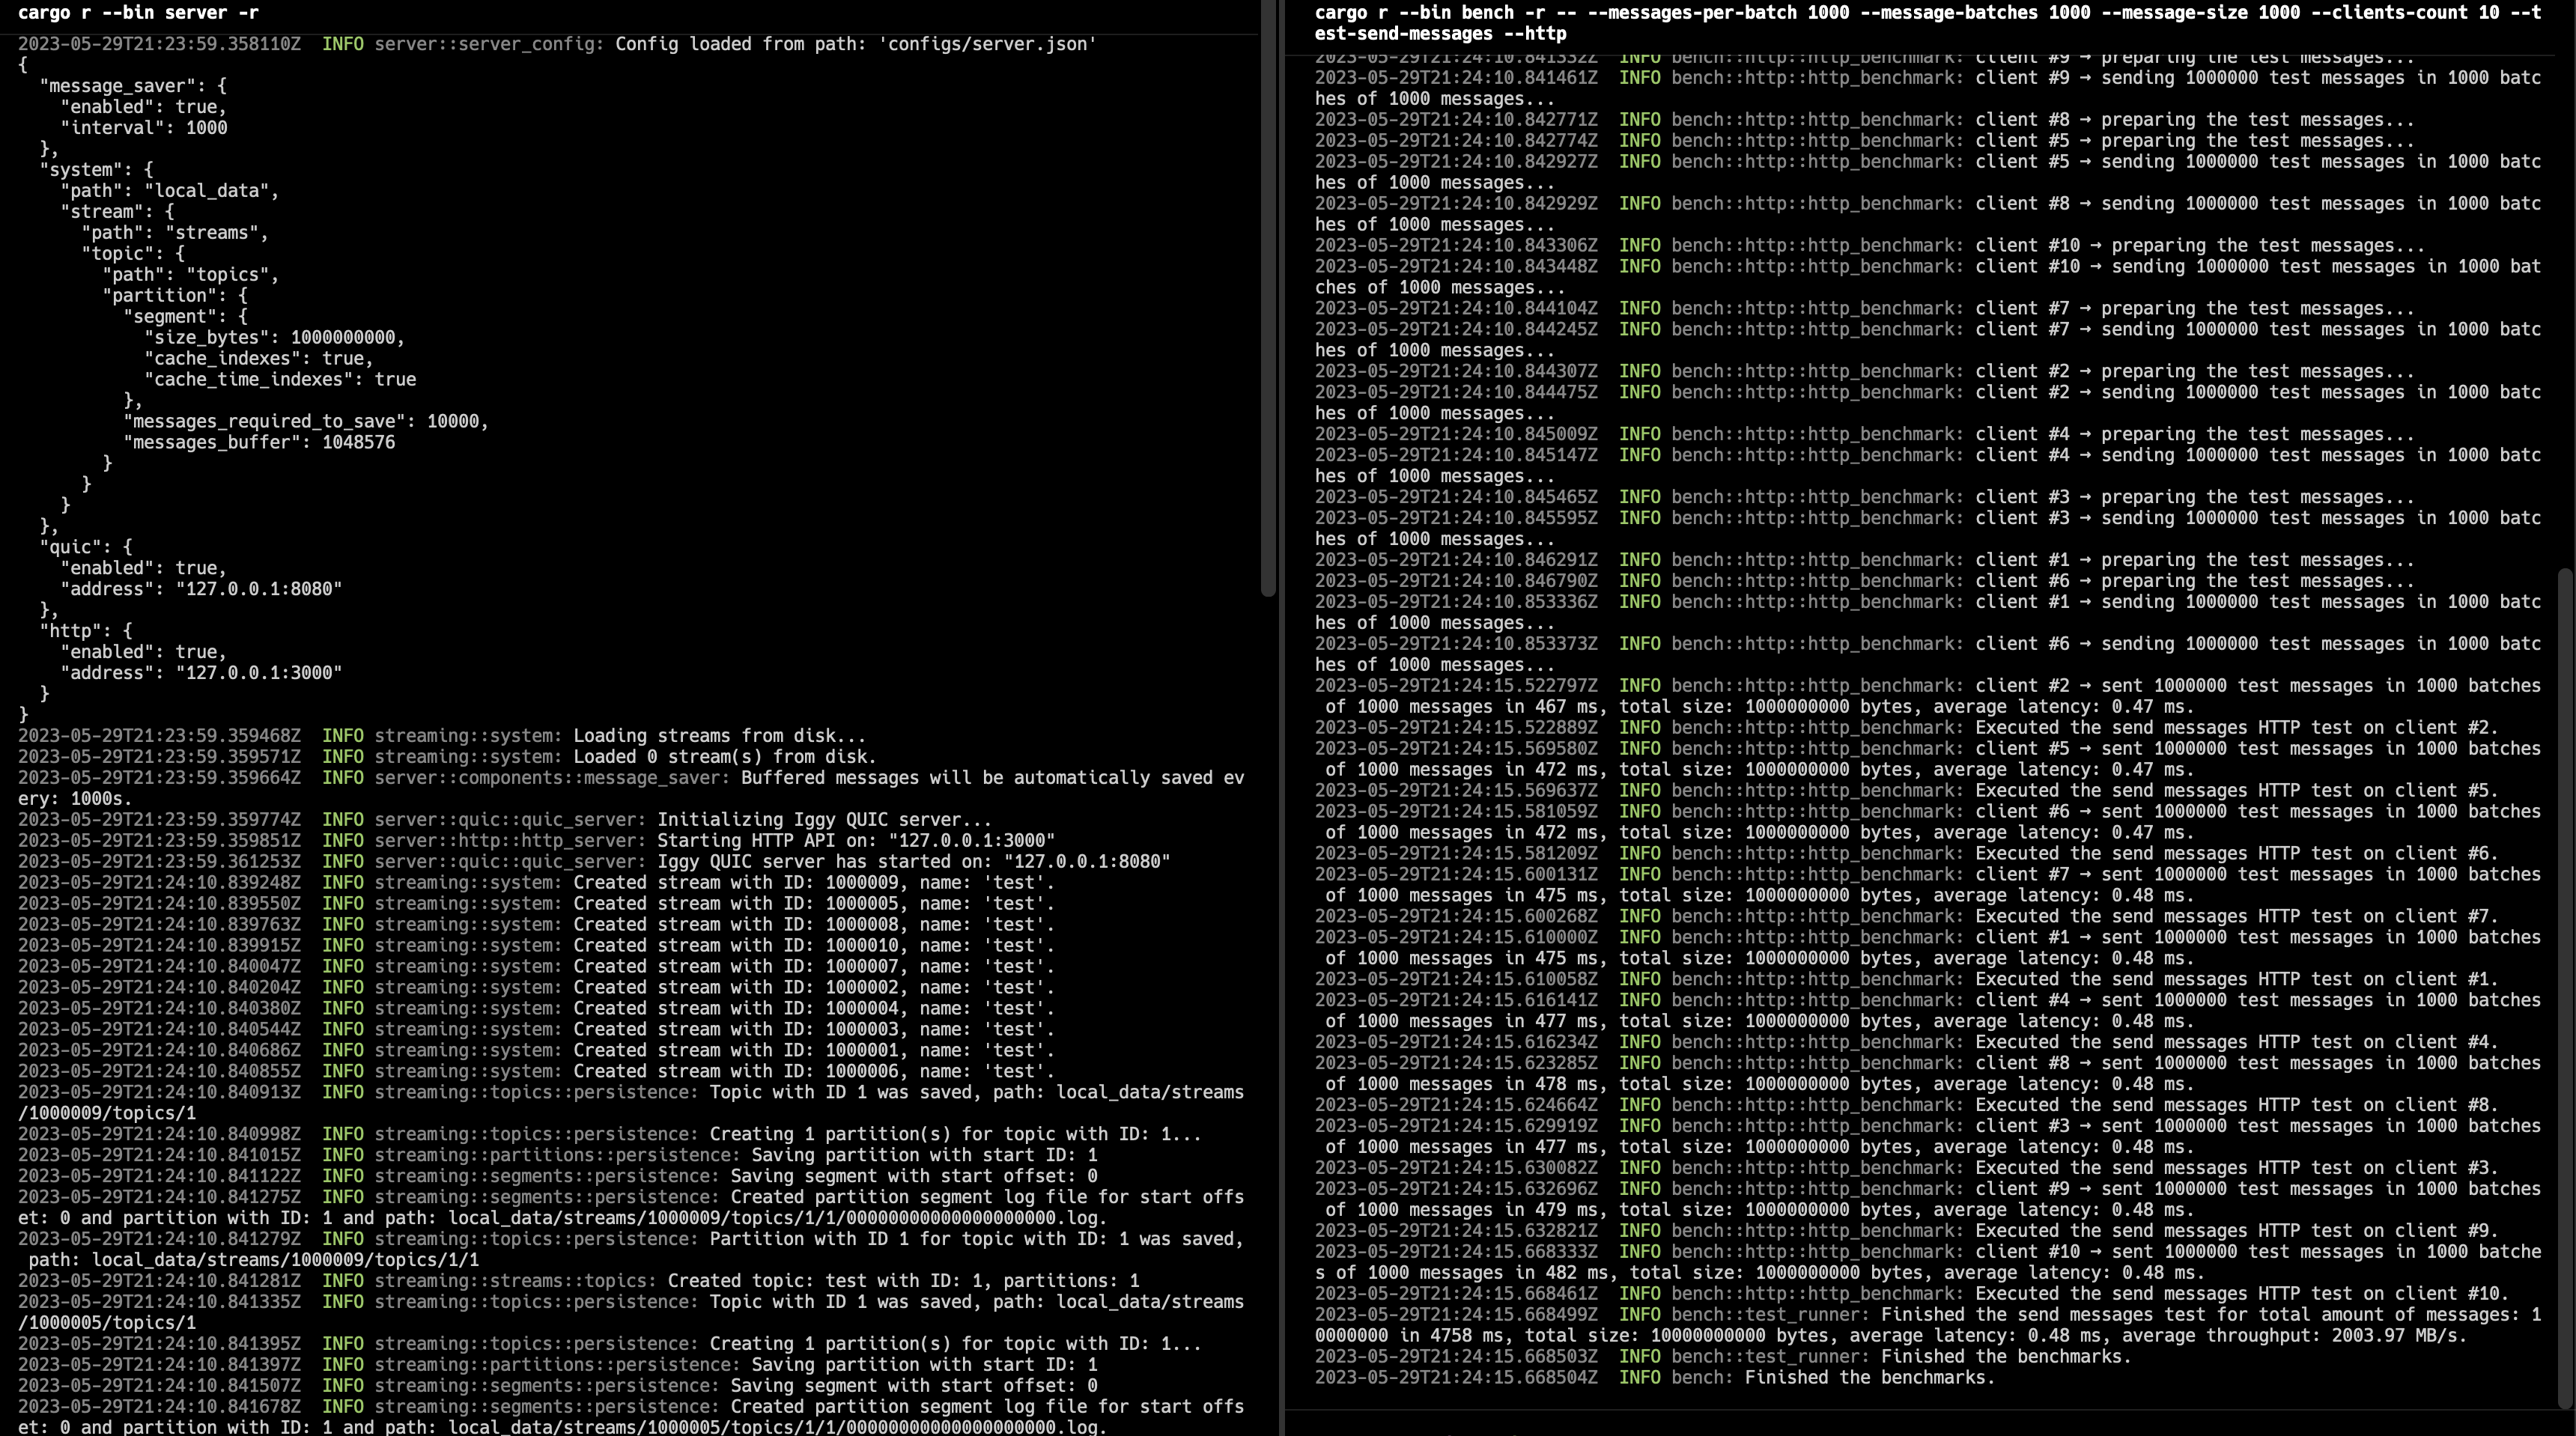 cargo r --bin server -r
2023-05-29T21:23:59.358110Z  INFO server::server_config: Config loaded from path: 'configs/server.json'
{
  "message_saver": {
    "enabled": true,
    "interval": 1000
  },
  "system": {
    "path": "local_data",
    "stream": {
      "path": "streams",
      "topic": {
        "path": "topics",
        "partition": {
          "segment": {
            "size_bytes": 1000000000,
            "cache_indexes": true,
            "cache_time_indexes": true
          },
          "messages_required_to_save": 10000,
          "messages_buffer": 1048576
        }
      }
    }
  },
  "quic": {
    "enabled": true,
    "address": "127.0.0.1:8080"
  },
  "http": {
    "enabled": true,
    "address": "127.0.0.1:3000"
  }
}
2023-05-29T21:23:59.359468Z  INFO streaming::system: Loading streams from disk...
2023-05-29T21:23:59.359571Z  INFO streaming::system: Loaded 0 stream(s) from disk.
2023-05-29T21:23:59.359664Z  INFO server::components::message_saver: Buffered messages will be automatically saved ev
ery: 1000s.
2023-05-29T21:23:59.359774Z  INFO server::quic::quic_server: Initializing Iggy QUIC server...
2023-05-29T21:23:59.359851Z  INFO server::http::http_server: Starting HTTP API on: "127.0.0.1:3000"
2023-05-29T21:23:59.361253Z  INFO server::quic::quic_server: Iggy QUIC server has started on: "127.0.0.1:8080"
2023-05-29T21:24:10.839248Z  INFO streaming::system: Created stream with ID: 1000009, name: 'test'.
2023-05-29T21:24:10.839550Z  INFO streaming::system: Created stream with ID: 1000005, name: 'test'.
2023-05-29T21:24:10.839763Z  INFO streaming::system: Created stream with ID: 1000008, name: 'test'.
2023-05-29T21:24:10.839915Z  INFO streaming::system: Created stream with ID: 1000010, name: 'test'.
2023-05-29T21:24:10.840047Z  INFO streaming::system: Created stream with ID: 1000007, name: 'test'.
2023-05-29T21:24:10.840204Z  INFO streaming::system: Created stream with ID: 1000002, name: 'test'.
2023-05-29T21:24:10.840380Z  INFO streaming::system: Created stream with ID: 1000004, name: 'test'.
2023-05-29T21:24:10.840544Z  INFO streaming::system: Created stream with ID: 1000003, name: 'test'.
2023-05-29T21:24:10.840686Z  INFO streaming::system: Created stream with ID: 1000001, name: 'test'.
2023-05-29T21:24:10.840855Z  INFO streaming::system: Created stream with ID: 1000006, name: 'test'.
2023-05-29T21:24:10.840913Z  INFO streaming::topics::persistence: Topic with ID 1 was saved, path: local_data/streams
/1000009/topics/1
2023-05-29T21:24:10.840998Z  INFO streaming::topics::persistence: Creating 1 partition(s) for topic with ID: 1...
2023-05-29T21:24:10.841015Z  INFO streaming::partitions::persistence: Saving partition with start ID: 1
2023-05-29T21:24:10.841122Z  INFO streaming::segments::persistence: Saving segment with start offset: 0
2023-05-29T21:24:10.841275Z  INFO streaming::segments::persistence: Created partition segment log file for start offs
et: 0 and partition with ID: 1 and path: local_data/streams/1000009/topics/1/1/00000000000000000000.log.
2023-05-29T21:24:10.841279Z  INFO streaming::topics::persistence: Partition with ID 1 for topic with ID: 1 was saved,
 path: local_data/streams/1000009/topics/1/1
2023-05-29T21:24:10.841281Z  INFO streaming::streams::topics: Created topic: test with ID: 1, partitions: 1
2023-05-29T21:24:10.841335Z  INFO streaming::topics::persistence: Topic with ID 1 was saved, path: local_data/streams
/1000005/topics/1
2023-05-29T21:24:10.841395Z  INFO streaming::topics::persistence: Creating 1 partition(s) for topic with ID: 1...
2023-05-29T21:24:10.841397Z  INFO streaming::partitions::persistence: Saving partition with start ID: 1
2023-05-29T21:24:10.841507Z  INFO streaming::segments::persistence: Saving segment with start offset: 0
2023-05-29T21:24:10.841678Z  INFO streaming::segments::persistence: Created partition segment log file for start offs
et: 0 and partition with ID: 1 and path: local_data/streams/1000005/topics/1/1/00000000000000000000.log.
cargo r --bin bench -r -- --messages-per-batch 1000 --message-batches 1000 --message-size 1000 --clients-count 10 --t
est-send-messages --http
2023-05-29T21:24:10.841332Z  INFO bench::http::http_benchmark: client #9 → preparing the test messages...
2023-05-29T21:24:10.841461Z  INFO bench::http::http_benchmark: client #9 → sending 1000000 test messages in 1000 batc
hes of 1000 messages...
2023-05-29T21:24:10.842771Z  INFO bench::http::http_benchmark: client #8 → preparing the test messages...
2023-05-29T21:24:10.842774Z  INFO bench::http::http_benchmark: client #5 → preparing the test messages...
2023-05-29T21:24:10.842927Z  INFO bench::http::http_benchmark: client #5 → sending 1000000 test messages in 1000 batc
hes of 1000 messages...
2023-05-29T21:24:10.842929Z  INFO bench::http::http_benchmark: client #8 → sending 1000000 test messages in 1000 batc
hes of 1000 messages...
2023-05-29T21:24:10.843306Z  INFO bench::http::http_benchmark: client #10 → preparing the test messages...
2023-05-29T21:24:10.843448Z  INFO bench::http::http_benchmark: client #10 → sending 1000000 test messages in 1000 bat
ches of 1000 messages...
2023-05-29T21:24:10.844104Z  INFO bench::http::http_benchmark: client #7 → preparing the test messages...
2023-05-29T21:24:10.844245Z  INFO bench::http::http_benchmark: client #7 → sending 1000000 test messages in 1000 batc
hes of 1000 messages...
2023-05-29T21:24:10.844307Z  INFO bench::http::http_benchmark: client #2 → preparing the test messages...
2023-05-29T21:24:10.844475Z  INFO bench::http::http_benchmark: client #2 → sending 1000000 test messages in 1000 batc
hes of 1000 messages...
2023-05-29T21:24:10.845009Z  INFO bench::http::http_benchmark: client #4 → preparing the test messages...
2023-05-29T21:24:10.845147Z  INFO bench::http::http_benchmark: client #4 → sending 1000000 test messages in 1000 batc
hes of 1000 messages...
2023-05-29T21:24:10.845465Z  INFO bench::http::http_benchmark: client #3 → preparing the test messages...
2023-05-29T21:24:10.845595Z  INFO bench::http::http_benchmark: client #3 → sending 1000000 test messages in 1000 batc
hes of 1000 messages...
2023-05-29T21:24:10.846291Z  INFO bench::http::http_benchmark: client #1 → preparing the test messages...
2023-05-29T21:24:10.846790Z  INFO bench::http::http_benchmark: client #6 → preparing the test messages...
2023-05-29T21:24:10.853336Z  INFO bench::http::http_benchmark: client #1 → sending 1000000 test messages in 1000 batc
hes of 1000 messages...
2023-05-29T21:24:10.853373Z  INFO bench::http::http_benchmark: client #6 → sending 1000000 test messages in 1000 batc
hes of 1000 messages...
2023-05-29T21:24:15.522797Z  INFO bench::http::http_benchmark: client #2 → sent 1000000 test messages in 1000 batches
 of 1000 messages in 467 ms, total size: 1000000000 bytes, average latency: 0.47 ms.
2023-05-29T21:24:15.522889Z  INFO bench::http::http_benchmark: Executed the send messages HTTP test on client #2.
2023-05-29T21:24:15.569580Z  INFO bench::http::http_benchmark: client #5 → sent 1000000 test messages in 1000 batches
 of 1000 messages in 472 ms, total size: 1000000000 bytes, average latency: 0.47 ms.
2023-05-29T21:24:15.569637Z  INFO bench::http::http_benchmark: Executed the send messages HTTP test on client #5.
2023-05-29T21:24:15.581059Z  INFO bench::http::http_benchmark: client #6 → sent 1000000 test messages in 1000 batches
 of 1000 messages in 472 ms, total size: 1000000000 bytes, average latency: 0.47 ms.
2023-05-29T21:24:15.581209Z  INFO bench::http::http_benchmark: Executed the send messages HTTP test on client #6.
2023-05-29T21:24:15.600131Z  INFO bench::http::http_benchmark: client #7 → sent 1000000 test messages in 1000 batches
 of 1000 messages in 475 ms, total size: 1000000000 bytes, average latency: 0.48 ms.
2023-05-29T21:24:15.600268Z  INFO bench::http::http_benchmark: Executed the send messages HTTP test on client #7.
2023-05-29T21:24:15.610000Z  INFO bench::http::http_benchmark: client #1 → sent 1000000 test messages in 1000 batches
 of 1000 messages in 475 ms, total size: 1000000000 bytes, average latency: 0.48 ms.
2023-05-29T21:24:15.610058Z  INFO bench::http::http_benchmark: Executed the send messages HTTP test on client #1.
2023-05-29T21:24:15.616141Z  INFO bench::http::http_benchmark: client #4 → sent 1000000 test messages in 1000 batches
 of 1000 messages in 477 ms, total size: 1000000000 bytes, average latency: 0.48 ms.
2023-05-29T21:24:15.616234Z  INFO bench::http::http_benchmark: Executed the send messages HTTP test on client #4.
2023-05-29T21:24:15.623285Z  INFO bench::http::http_benchmark: client #8 → sent 1000000 test messages in 1000 batches
 of 1000 messages in 478 ms, total size: 1000000000 bytes, average latency: 0.48 ms.
2023-05-29T21:24:15.624664Z  INFO bench::http::http_benchmark: Executed the send messages HTTP test on client #8.
2023-05-29T21:24:15.629919Z  INFO bench::http::http_benchmark: client #3 → sent 1000000 test messages in 1000 batches
 of 1000 messages in 477 ms, total size: 1000000000 bytes, average latency: 0.48 ms.
2023-05-29T21:24:15.630082Z  INFO bench::http::http_benchmark: Executed the send messages HTTP test on client #3.
2023-05-29T21:24:15.632696Z  INFO bench::http::http_benchmark: client #9 → sent 1000000 test messages in 1000 batches
 of 1000 messages in 479 ms, total size: 1000000000 bytes, average latency: 0.48 ms.
2023-05-29T21:24:15.632821Z  INFO bench::http::http_benchmark: Executed the send messages HTTP test on client #9.
2023-05-29T21:24:15.668333Z  INFO bench::http::http_benchmark: client #10 → sent 1000000 test messages in 1000 batche
s of 1000 messages in 482 ms, total size: 1000000000 bytes, average latency: 0.48 ms.
2023-05-29T21:24:15.668461Z  INFO bench::http::http_benchmark: Executed the send messages HTTP test on client #10.
2023-05-29T21:24:15.668499Z  INFO bench::test_runner: Finished the send messages test for total amount of messages: 1
0000000 in 4758 ms, total size: 10000000000 bytes, average latency: 0.48 ms, average throughput: 2003.97 MB/s.
2023-05-29T21:24:15.668503Z  INFO bench::test_runner: Finished the benchmarks.
2023-05-29T21:24:15.668504Z  INFO bench: Finished the benchmarks.